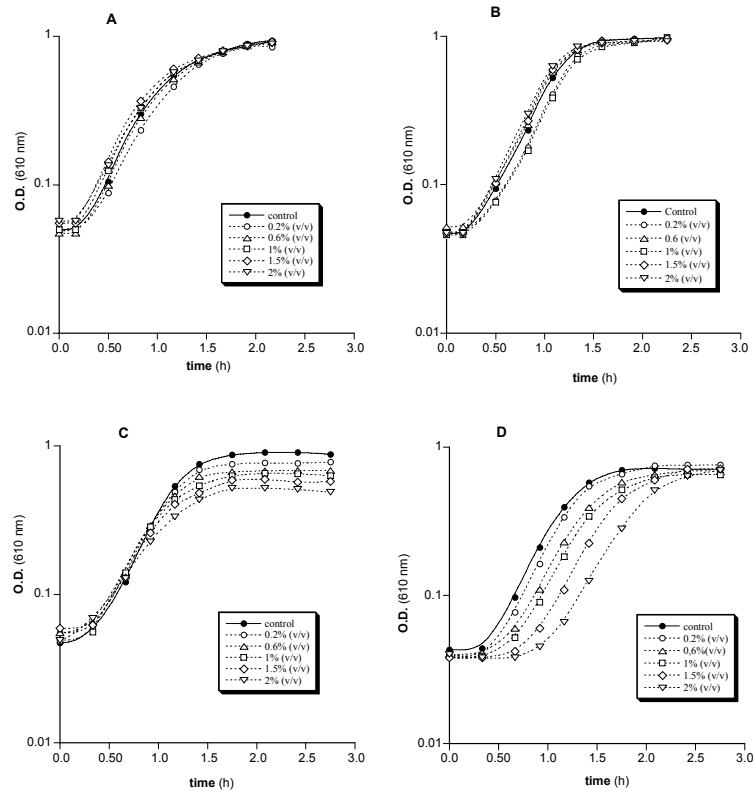 A
1
0.1
0.01
O.D. (610 nm)
control
0.2% (v/v)
0.6% (v/v)
1% (v/v)
1.5% (v/v)
2% (v/v)
0.0 0.50 1.0 1.5 2.0 2.5 3.0
time (h)
B
1
0.1
0.01
O.D. (610 nm)
Control
0.2% (v/v)
0.6 (v/v)
1% (v/v)
1.5% (v/v)
2% (v/v)
0.0 0.50 1.0 1.5 2.0 2.5 3.0
time (h)
C
1
0.1
0.01
O.D. (610 nm)
control
0.2% (v/v)
0.6% (v/v)
1% (v/v)
1.5% (v/v)
2% (v/v)
0.0 0.50 1.0 1.5 2.0 2.5 3.0
time (h)
D
1
0.1
0.01
O.D. (610 nm)
control
0.2% (v/v)
0,6%(v/v)
1% (v/v)
1.5% (v/v)
2% (v/v)
0.0 0.50 1.0 1.5 2.0 2.5 3.0
time (h)